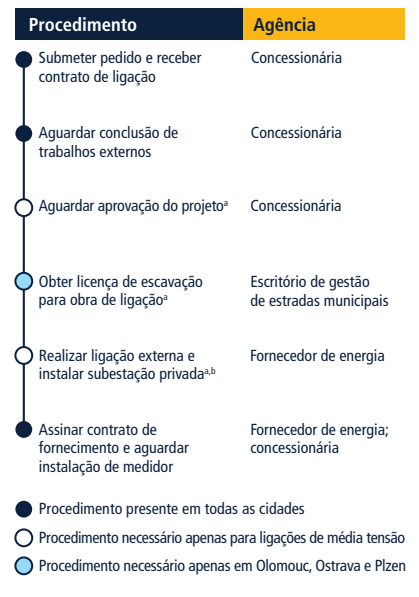 Procedimento Agência
Submeter pedido e receber Concessionária
contrato de ligação
Aguardar conclusão de Concessionária
trabalhos externos
Aguardar aprovação do projetoᵃ Concessionária
Obter licença de escavação Escritório de gestão
para obra de ligaçãoᵃ de estradas municipais
Realizar ligação externa e Fornecedor de energia
instalar subestação privadaᵃ,ᵇ
Assinar contrato de Fornecedor de energia;
fornecimento e aguardar concessionária
instalação de medidor
Procedimento presente em todas as cidades
Procedimento necessário apenas para ligações de média tensão
Procedimento necessário apenas em Olomouc, Ostrava e Plzen